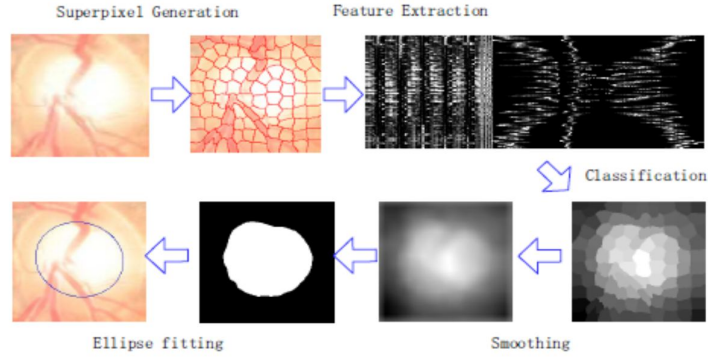 Superpixel Generation
Feature Extraction
Classification
Ellipse fitting
Smoothing